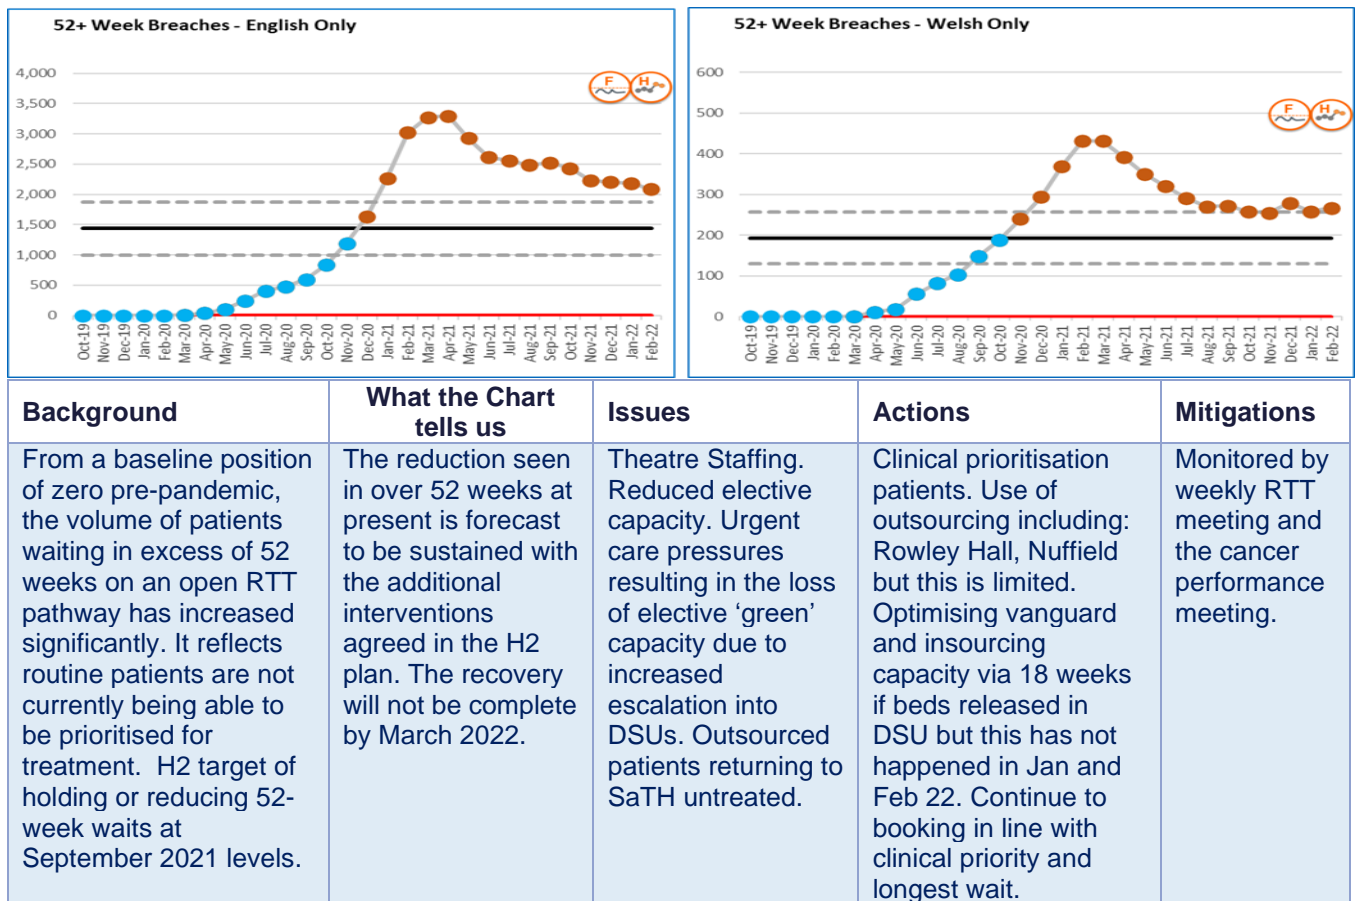 52+ Week Breaches - English Only
4,000
3,500
3,000
2,500
2,000
1,500
1,000
500
0
F
H
Oct-19
Nov-19
Dec-19
Jan-20
Feb-20
Mar-20
Apr-20
May-20
Jun-20
Jul-20
Aug-20
Sep-20
Oct-20
Nov-20
Dec-20
Jan-21
Feb-21
Mar-21
Apr-21
May-21
Jun-21
Jul-21
Aug-21
Sep-21
Oct-21
Nov-21
Dec-21
Jan-22
Feb-22
52+ Week Breaches - Welsh Only
600
500
400
300
200
100
0
F
H
Oct-19
Nov-19
Dec-19
Jan-20
Feb-20
Mar-20
Apr-20
May-20
Jun-20
Jul-20
Aug-20
Sep-20
Oct-20
Nov-20
Dec-20
Jan-21
Feb-21
Mar-21
Apr-21
May-21
Jun-21
Jul-21
Aug-21
Sep-21
Oct-21
Nov-21
Dec-21
Jan-22
Feb-22
Background
From a baseline position
of zero pre-pandemic,
the volume of patients
waiting in excess of 52
weeks on an open RTT
pathway has increased
significantly. It reflects
routine patients are not
currently being able to
be prioritised for
treatment.  H2 target of
holding or reducing 52-
week waits at
September 2021 levels.
What the Chart
tells us
The reduction seen
in over 52 weeks at
present is forecast
to be sustained with
the additional
interventions
agreed in the H2
plan. The recovery
will not be complete
by March 2022.
Issues
Theatre Staffing.
Reduced elective
capacity. Urgent
care pressures
resulting in the loss
of elective ‘green’
capacity due to
increased
escalation into
DSUs. Outsourced
patients returning to
SaTH untreated.
Actions
Clinical prioritisation
patients. Use of
outsourcing including:
Rowley Hall, Nuffield
but this is limited.
Optimising vanguard
and insourcing
capacity via 18 weeks
if beds released in
DSU but this has not
happened in Jan and
Feb 22. Continue to
booking in line with
clinical priority and
longest wait.
Mitigations
Monitored by
weekly RTT
meeting and
the cancer
performance
meeting.